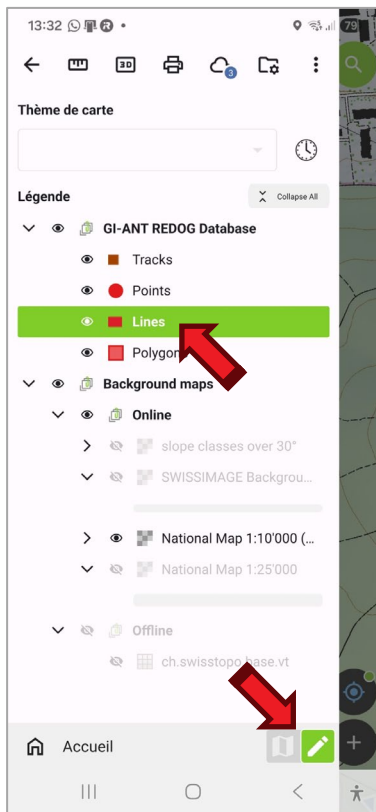 13:32
79
3D
3
Thème de carte
Légende
Collapse All
GI-ANT REDOG Database
Tracks
Points
Lines
Polygon
Background maps
Online
slope classes over 30°
SWISSIMAGE Backgrou...
National Map 1:10'000 (...
National Map 1:25'000
Offline
ch.swisstopo.base.vt
Accueil